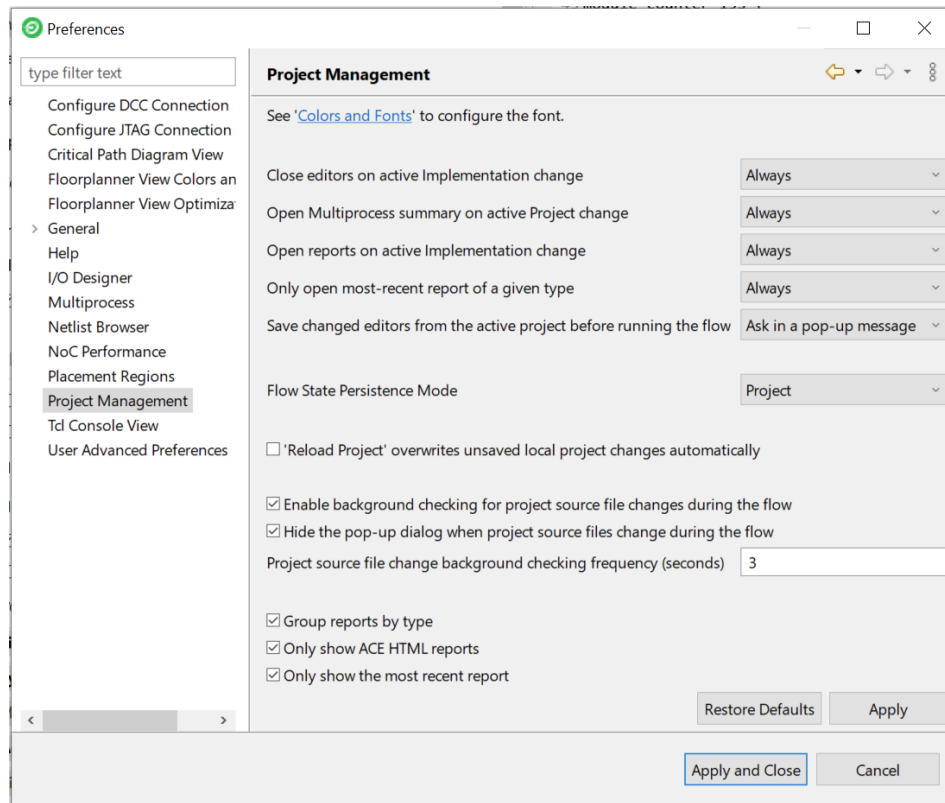 Preferences
type filter text
Configure DCC Connection
Configure JTAG Connection
Critical Path Diagram View
Floorplanner View Colors an
Floorplanner View Optimiza
General
Help
I/O Designer
Multiprocess
Netlist Browser
NoC Performance
Placement Regions
Project Management
Tcl Console View
User Advanced Preferences
Project Management
See 'Colors and Fonts' to configure the font.
Close editors on active Implementation change Always
Open Multiprocess summary on active Project change Always
Open reports on active Implementation change Always
Only open most-recent report of a given type Always
Save changed editors from the active project before running the flow Ask in a pop-up message
Flow State Persistence Mode Project
'Reload Project' overwrites unsaved local project changes automatically
Enable background checking for project source file changes during the flow
Hide the pop-up dialog when project source files change during the flow
Project source file change background checking frequency (seconds) 3
Group reports by type
Only show ACE HTML reports
Only show the most recent report
Restore Defaults Apply
Apply and Close Cancel